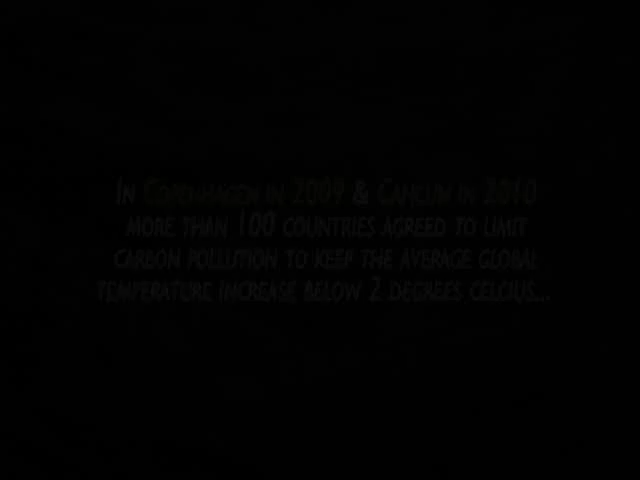 In Copenhagen in 2009 & Cancun in 2010
more than 100 countries agreed to limit
carbon pollution to keep the average global
temperature increase below 2 degrees celcius...